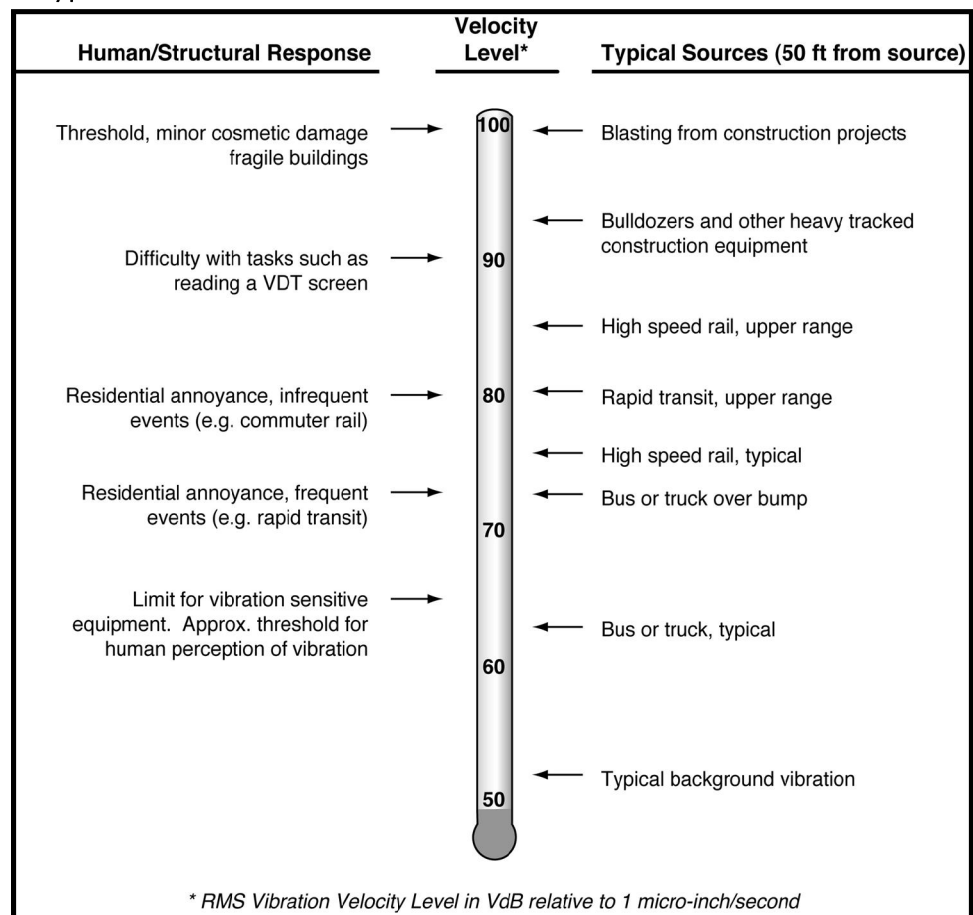 Velocity
Human/Structural Response Level* Typical Sources (50 ft from source)
Threshold, minor cosmetic damage
fragile buildings
100
Blasting from construction projects
Bulldozers and other heavy tracked
construction equipment
Difficulty with tasks such as
reading a VDT screen
90
High speed rail, upper range
Residential annoyance, infrequent
events (e.g. commuter rail)
80
Rapid transit, upper range
High speed rail, typical
Residential annoyance, frequent
events (e.g. rapid transit)
Bus or truck over bump
70
Limit for vibration sensitive
equipment. Approx. threshold for
human perception of vibration
Bus or truck, typical
60
Typical background vibration
50
* RMS Vibration Velocity Level in VdB relative to 1 micro-inch/second